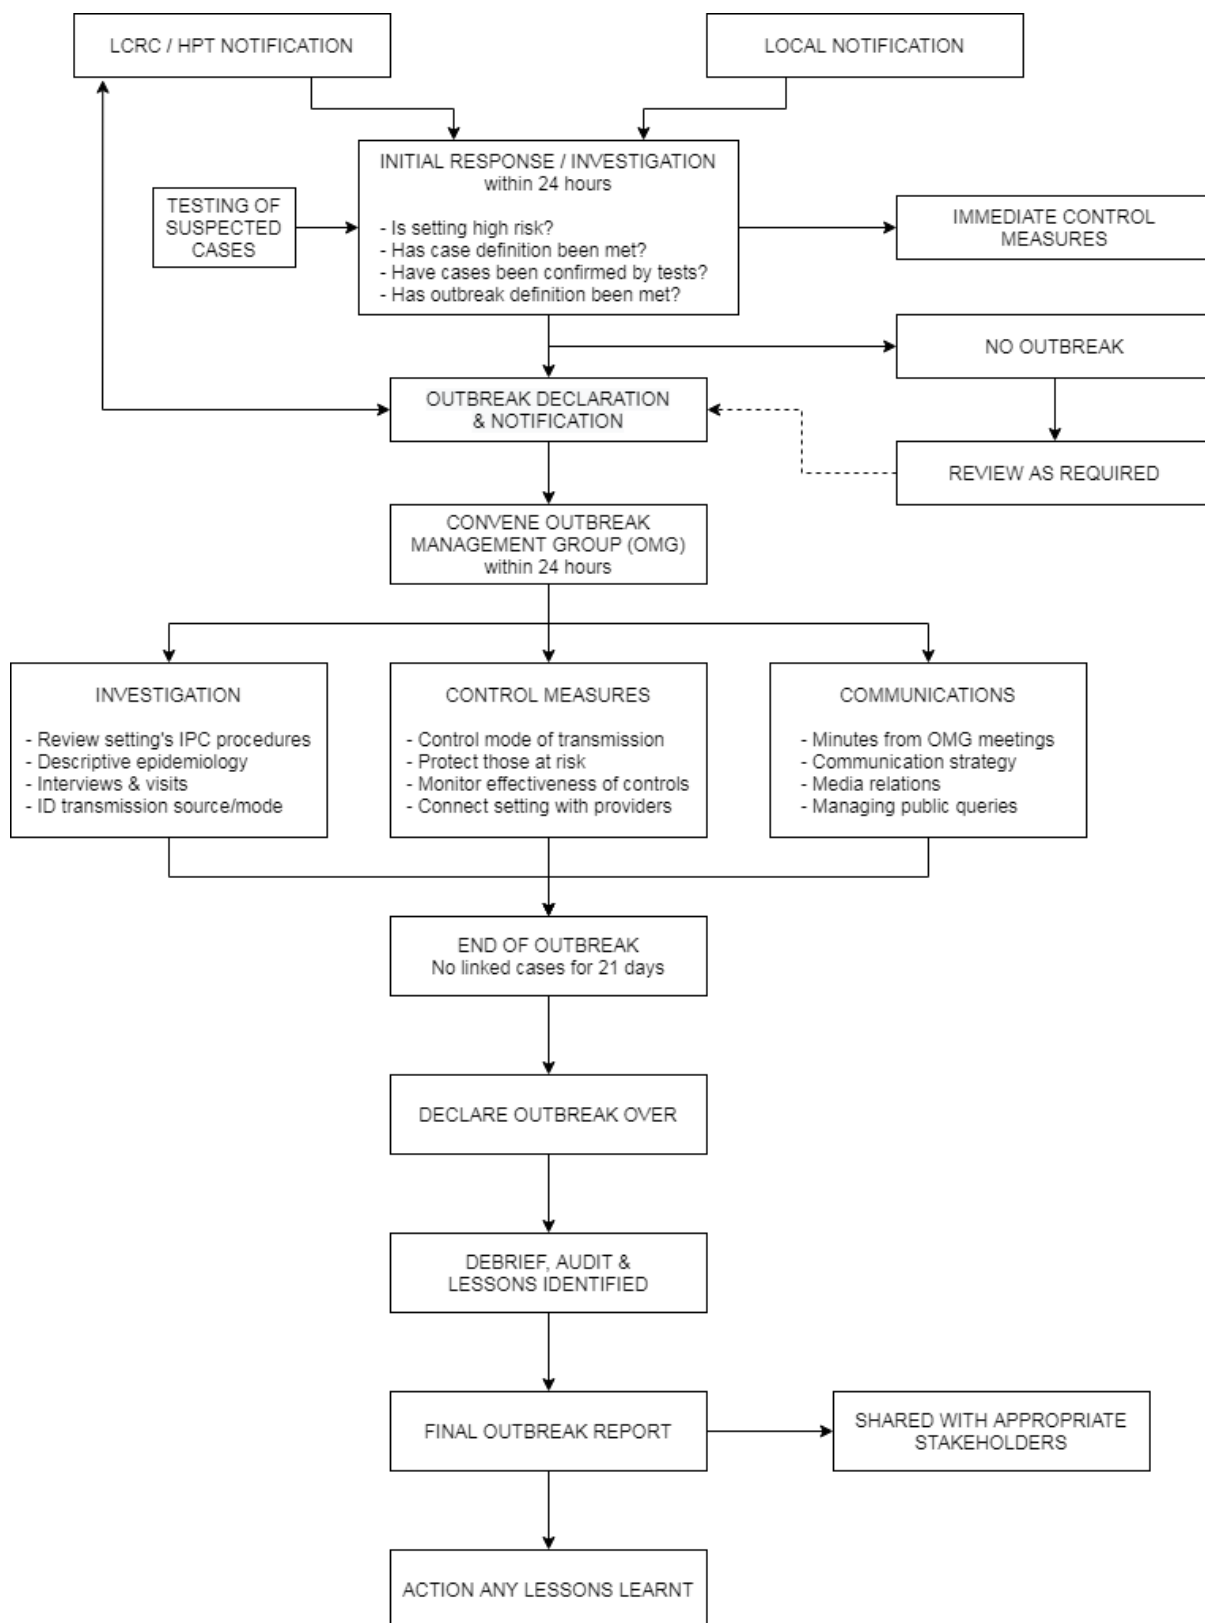 LCRC / HPT NOTIFICATION
LOCAL NOTIFICATION
INITIAL RESPONSE / INVESTIGATION
within 24 hours
- Is setting high risk?
- Has case definition been met?
- Have cases been confirmed by tests?
- Has outbreak definition been met?
TESTING OF
SUSPECTED
CASES
IMMEDIATE CONTROL
MEASURES
NO OUTBREAK
OUTBREAK DECLARATION
& NOTIFICATION
REVIEW AS REQUIRED
CONVENE OUTBREAK
MANAGEMENT GROUP (OMG)
within 24 hours
INVESTIGATION
- Review setting's IPC procedures
- Descriptive epidemiology
- Interviews & visits
- ID transmission source/mode
CONTROL MEASURES
- Control mode of transmission
- Protect those at risk
- Monitor effectiveness of controls
- Connect setting with providers
COMMUNICATIONS
- Minutes from OMG meetings
- Communication strategy
- Media relations
- Managing public queries
END OF OUTBREAK
No linked cases for 21 days
DECLARE OUTBREAK OVER
DEBRIEF, AUDIT &
LESSONS IDENTIFIED
FINAL OUTBREAK REPORT
SHARED WITH APPROPRIATE
STAKEHOLDERS
ACTION ANY LESSONS LEARNT